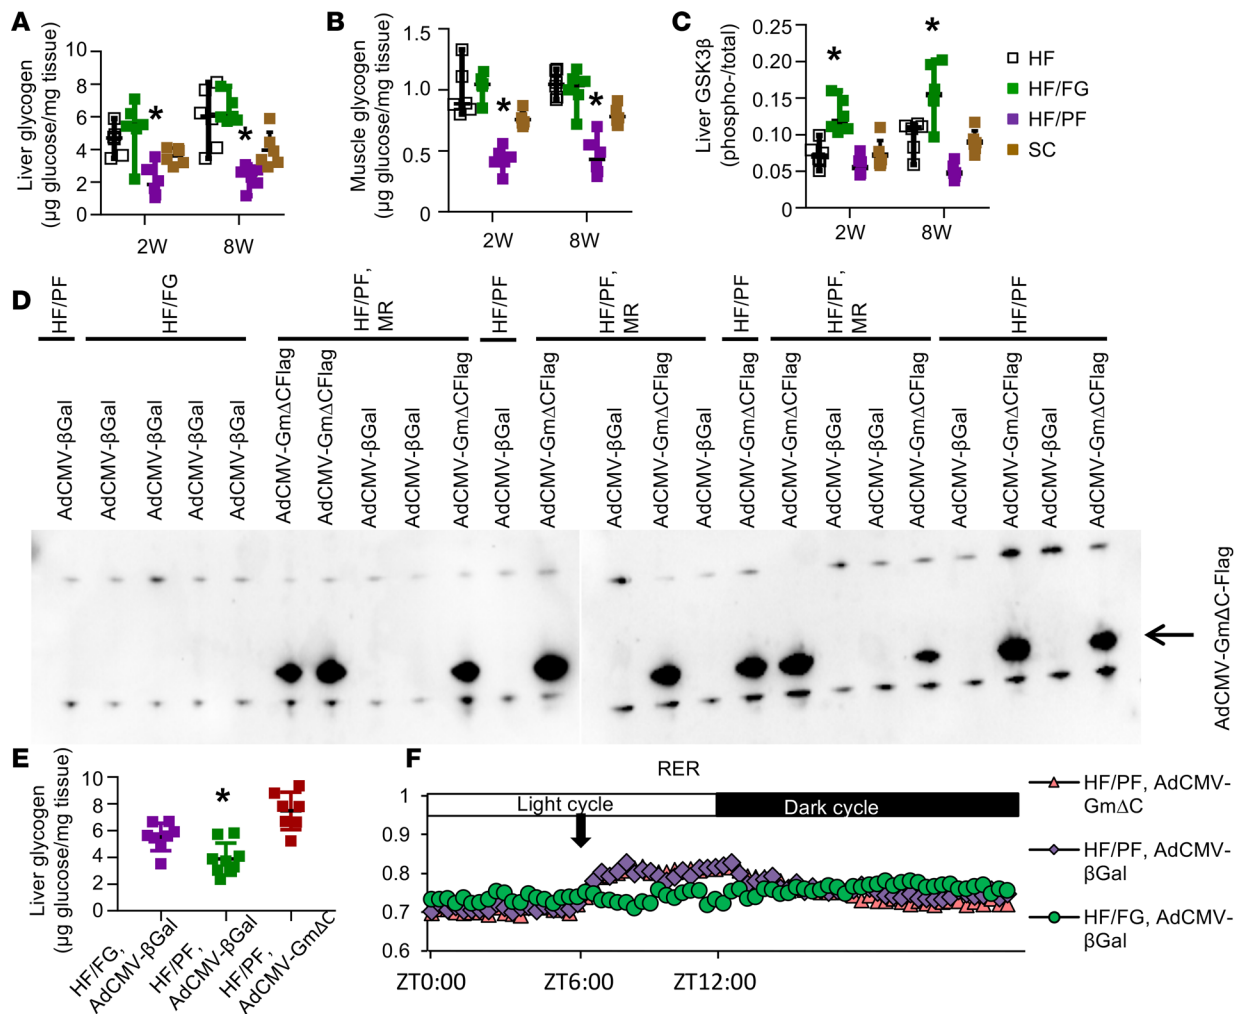 A
Liver glycogen
(µg glucose/mg tissue)
10
8
6
4
2
0
*
*
2W
8W
B
Muscle glycogen
(µg glucose/mg tissue)
1.5
1.0
0.5
0
*
*
2W
8W
C
Liver GSK3β
(phospho-/total)
0.25
0.20
0.15
0.10
0.05
0
*
*
2W
8W
HF
HF/FG
HF/PF
SC
D
HF/PF
HF/FG
HF/PF,
MR
HF/PF
HF/PF,
MR
HF/PF
HF/PF,
MR
HF/PF
AdCMV-βGal
AdCMV-βGal
AdCMV-βGal
AdCMV-βGal
AdCMV-βGal
AdCMV-GmΔCFlag
AdCMV-GmΔCFlag
AdCMV-βGal
AdCMV-βGal
AdCMV-GmΔCFlag
AdCMV-βGal
AdCMV-GmΔCFlag
AdCMV-βGal
AdCMV-GmΔCFlag
AdCMV-βGal
AdCMV-GmΔCFlag
AdCMV-GmΔCFlag
AdCMV-βGal
AdCMV-βGal
AdCMV-GmΔCFlag
AdCMV-βGal
AdCMV-GmΔCFlag
AdCMV-βGal
AdCMV-GmΔCFlag
AdCMV-GmΔC-Flag
E
Liver glycogen
(µg glucose/mg tissue)
10
8
6
4
2
0
*
HF/FG,
AdCMV-βGal
HF/PF,
AdCMV-βGal
HF/PF,
AdCMV-GmΔC
F
RER
1
0.9
0.8
0.7
0.6
Light cycle
Dark cycle
ZT0:00
ZT6:00
ZT12:00
HF/PF, AdCMV-
GmΔC
HF/PF, AdCMV-
βGal
HF/FG, AdCMV-
βGal